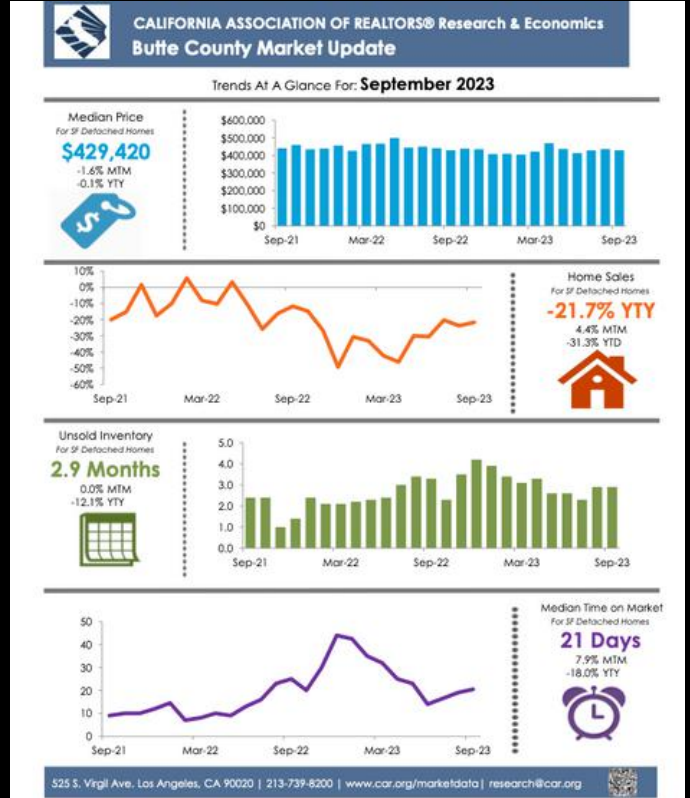 CALIFORNIA ASSOCIATION OF REALTORS® Research & Economics
Butte County Market Update
Trends At A Glance For: September 2023
Median Price
For SF Detached Homes
$429,420
-1.6% MTM
-0.1% YTY
$
$600,000
$500,000
$400,000
$300,000
$200,000
$100,000
$0
Sep-21 Mar-22 Sep-22 Mar-23 Sep-23
10%
0%
-10%
-20%
-30%
-40%
-50%
-60%
Sep-21 Mar-22 Sep-22 Mar-23 Sep-23
Home Sales
For SF Detached Homes
-21.7% YTY
4.4% MTM
-31.3% YTD
Unsold Inventory
For SF Detached Homes
2.9 Months
0.0% MTM
-12.1% YTY
5.0
4.0
3.0
2.0
1.0
0.0
Sep-21 Mar-22 Sep-22 Mar-23 Sep-23
50
40
30
20
10
0
Sep-21 Mar-22 Sep-22 Mar-23 Sep-23
Median Time on Market
For SF Detached Homes
21 Days
7.9% MTM
-18.0% YTY
525 S. Virgil Ave. Los Angeles, CA 90020 | 213-739-8200 | www.car.org/marketdata| research@car.org